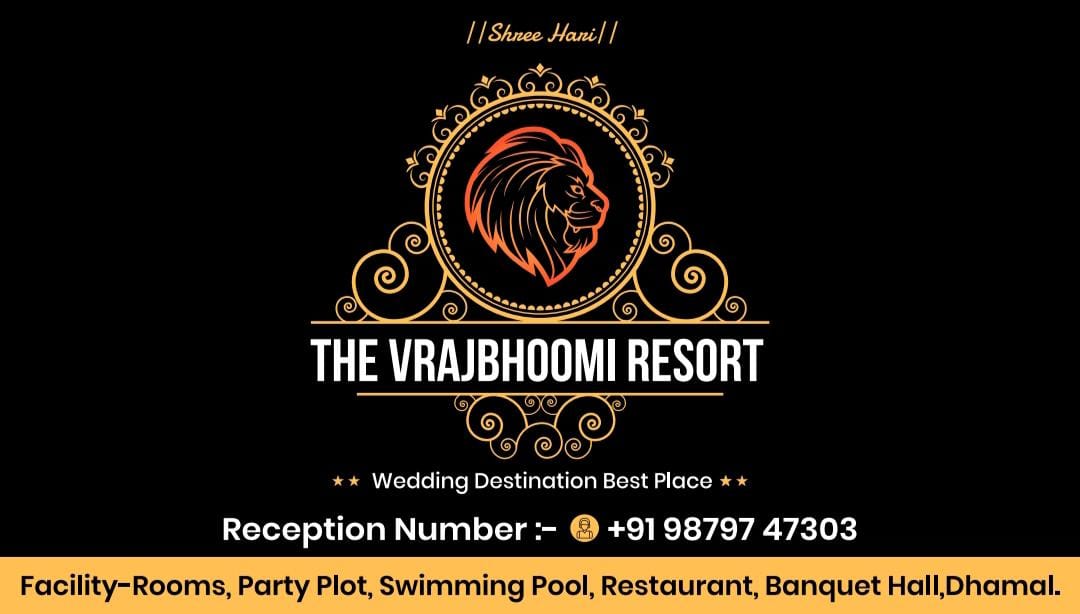 //Shree Hari//
THE VRAJBHOOMI RESORT
★★ Wedding Destination Best Place ★★
Reception Number :- +91 98797 47303
Facility-Rooms, Party Plot, Swimming Pool, Restaurant, Banquet Hall,Dhamal.